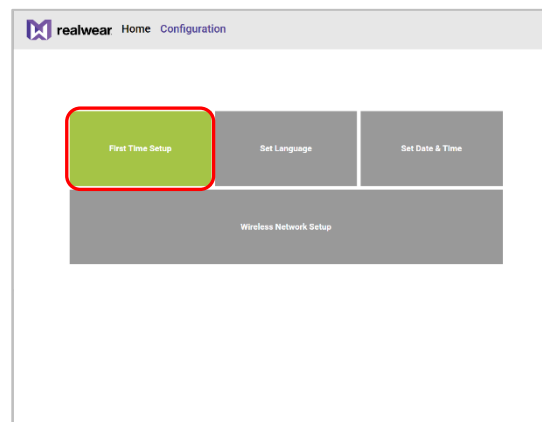 realwear Home Configuration
First Time Setup
Set Language
Set Date & Time
Wireless Network Setup